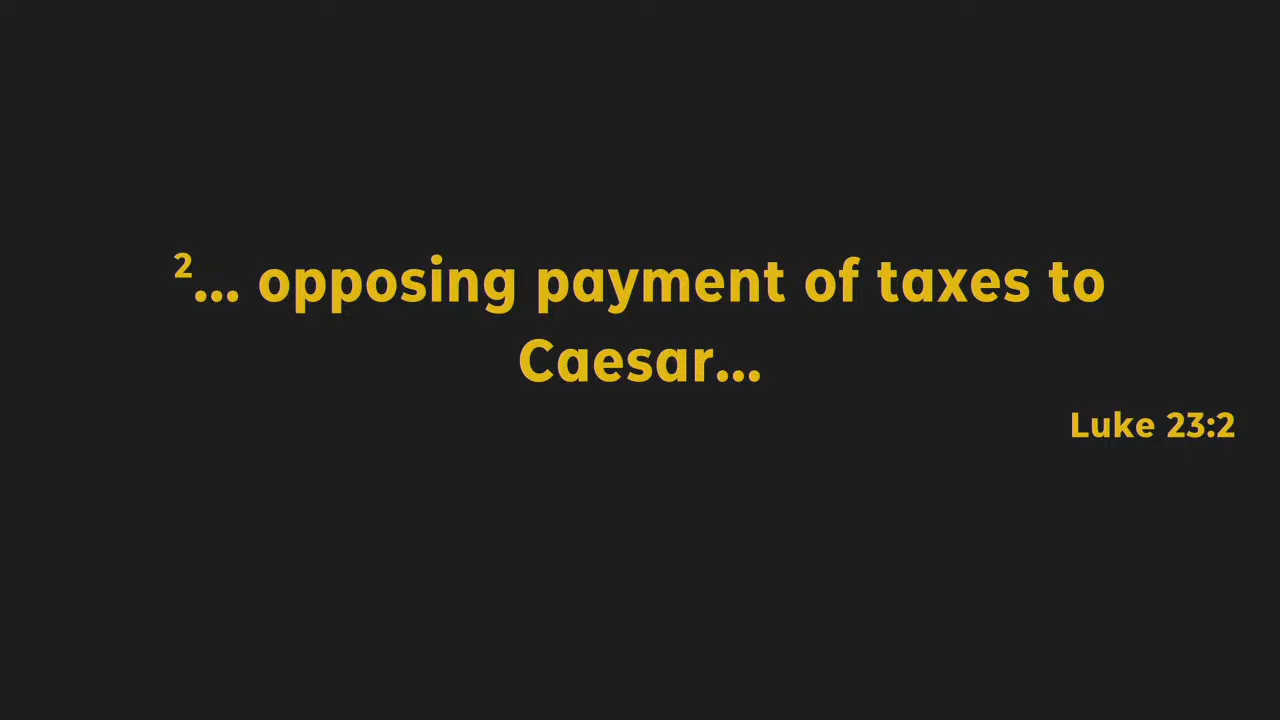 ²... opposing payment of taxes to
Caesar...
Luke 23:2